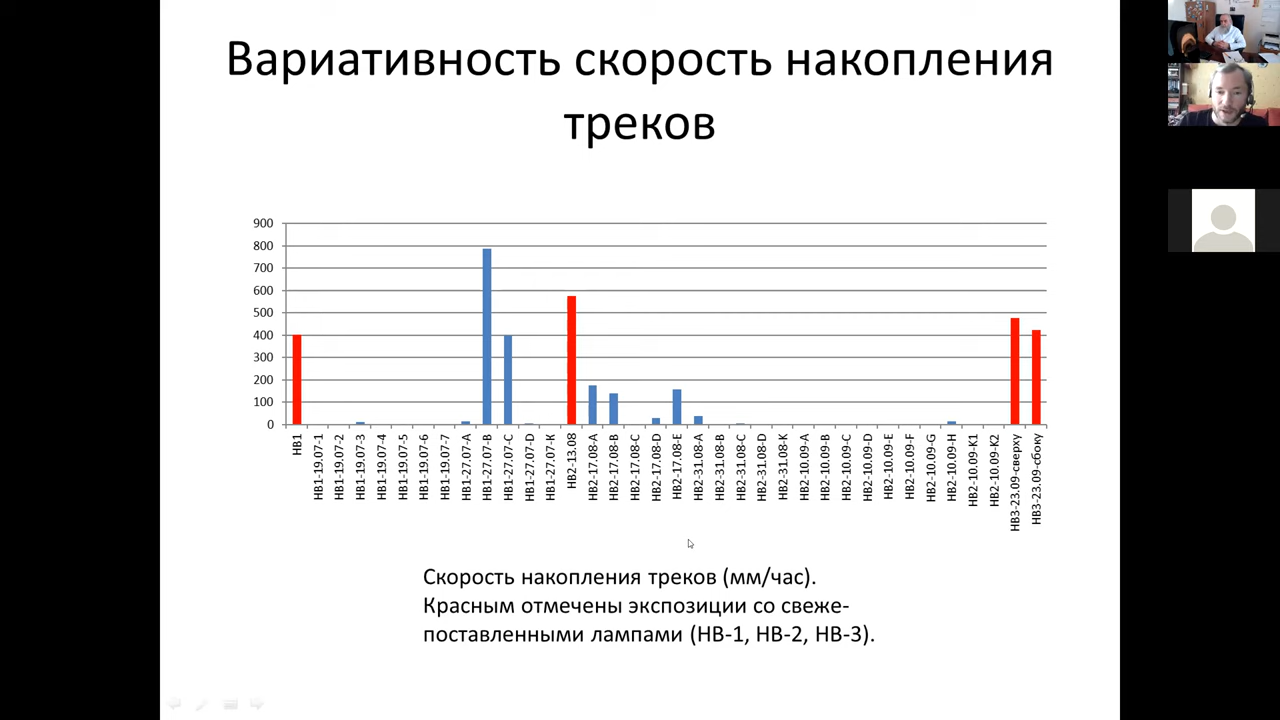 Вариативность скорость накопления
треков
900
800
700
600
500
400
300
200
100
0
НВ1
НВ1-19.07-1
НВ1-19.07-2
НВ1-19.07-3
НВ1-19.07-4
НВ1-19.07-5
НВ1-19.07-6
НВ1-19.07-7
НВ1-27.07-A
НВ1-27.07-B
НВ1-27.07-C
НВ1-27.07-D
НВ1-27.07-K
НВ2-13.08
НВ2-17.08-A
НВ2-17.08-B
НВ2-17.08-C
НВ2-17.08-D
НВ2-17.08-E
НВ2-31.08-A
НВ2-31.08-B
НВ2-31.08-C
НВ2-31.08-D
НВ2-31.08-K
НВ2-10.09-A
НВ2-10.09-B
НВ2-10.09-C
НВ2-10.09-D
НВ2-10.09-E
НВ2-10.09-F
НВ2-10.09-G
НВ2-10.09-H
НВ2-10.09-K1
НВ2-10.09-K2
НВ3-23.09-сверху
НВ3-23.09-сбоку
Скорость накопления треков (мм/час).
Красным отмечены экспозиции со свеже-
поставленными лампами (НВ-1, НВ-2, НВ-3).